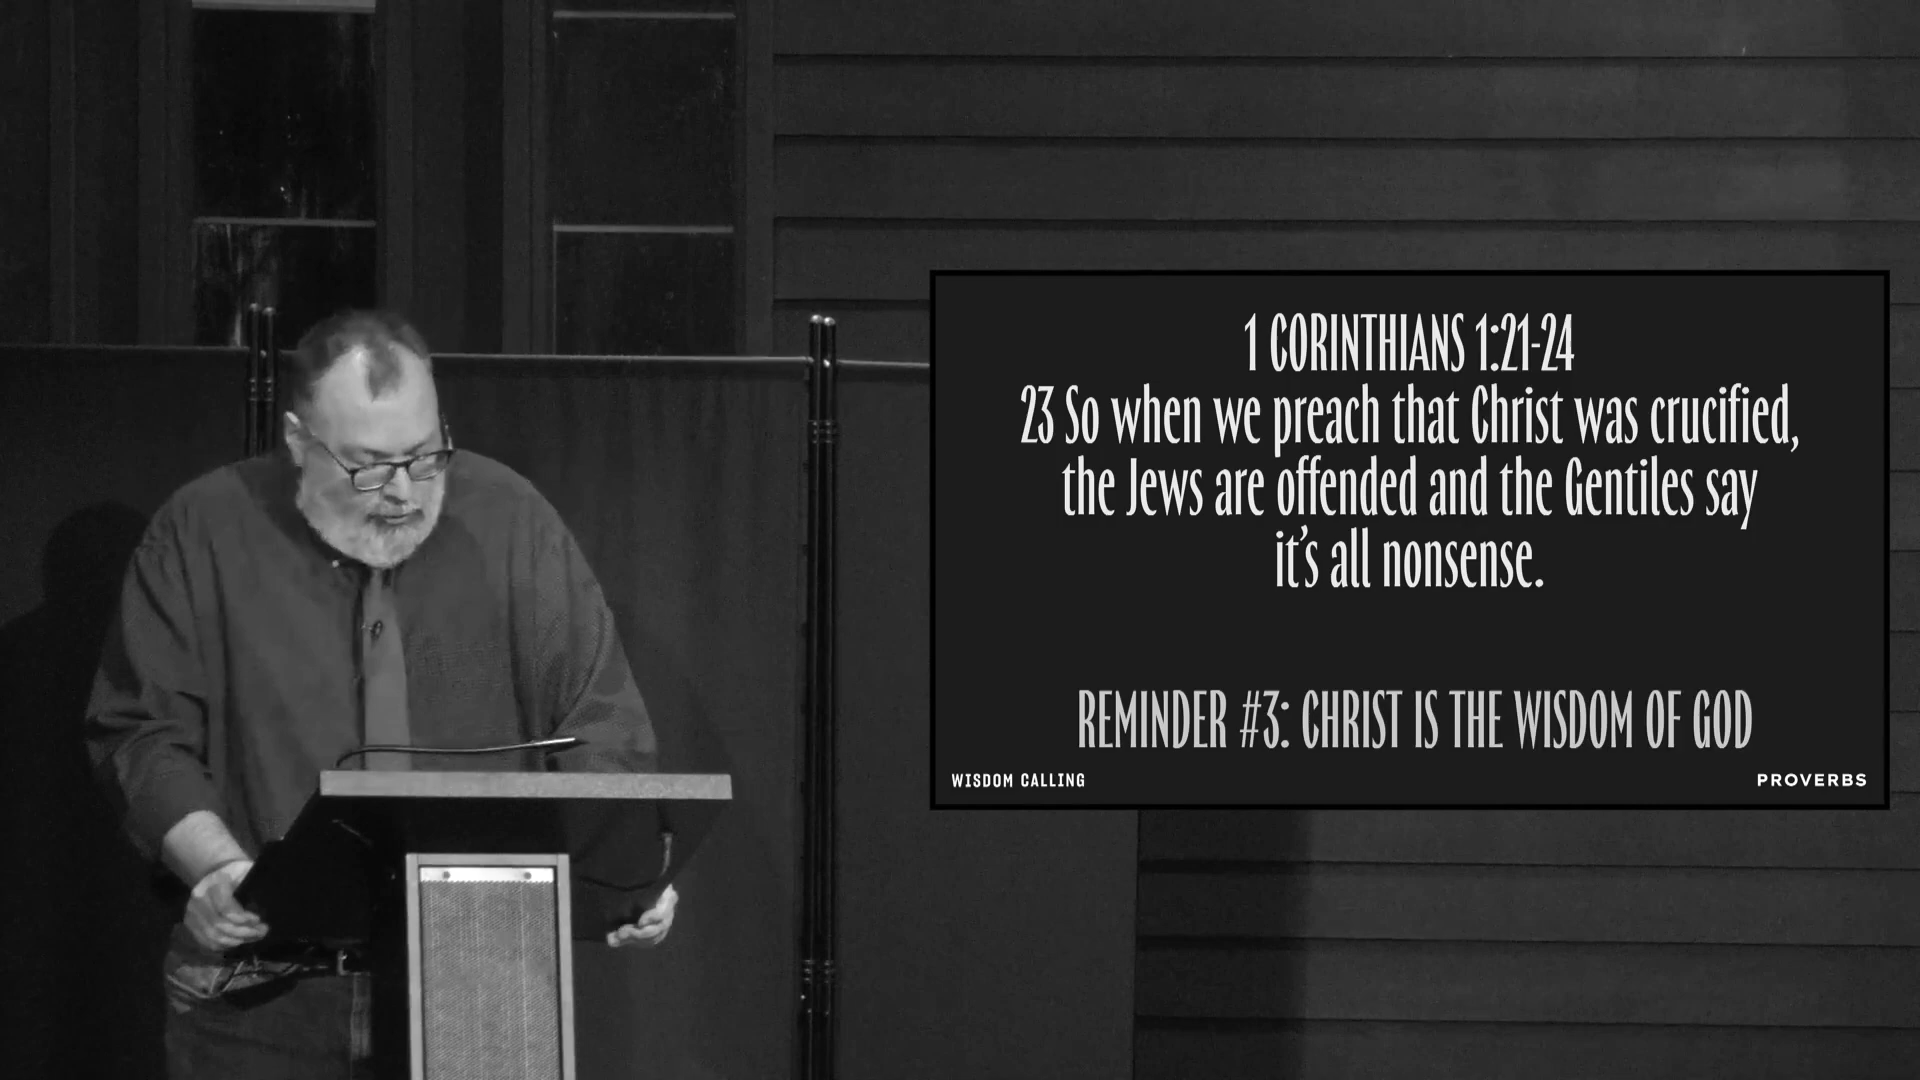 1 CORINTHIANS 1:21-24
23 So when we preach that Christ was crucified,
the Jews are offended and the Gentiles say
it’s all nonsense.
REMINDER #3: CHRIST IS THE WISDOM OF GOD
WISDOM CALLING
PROVERBS